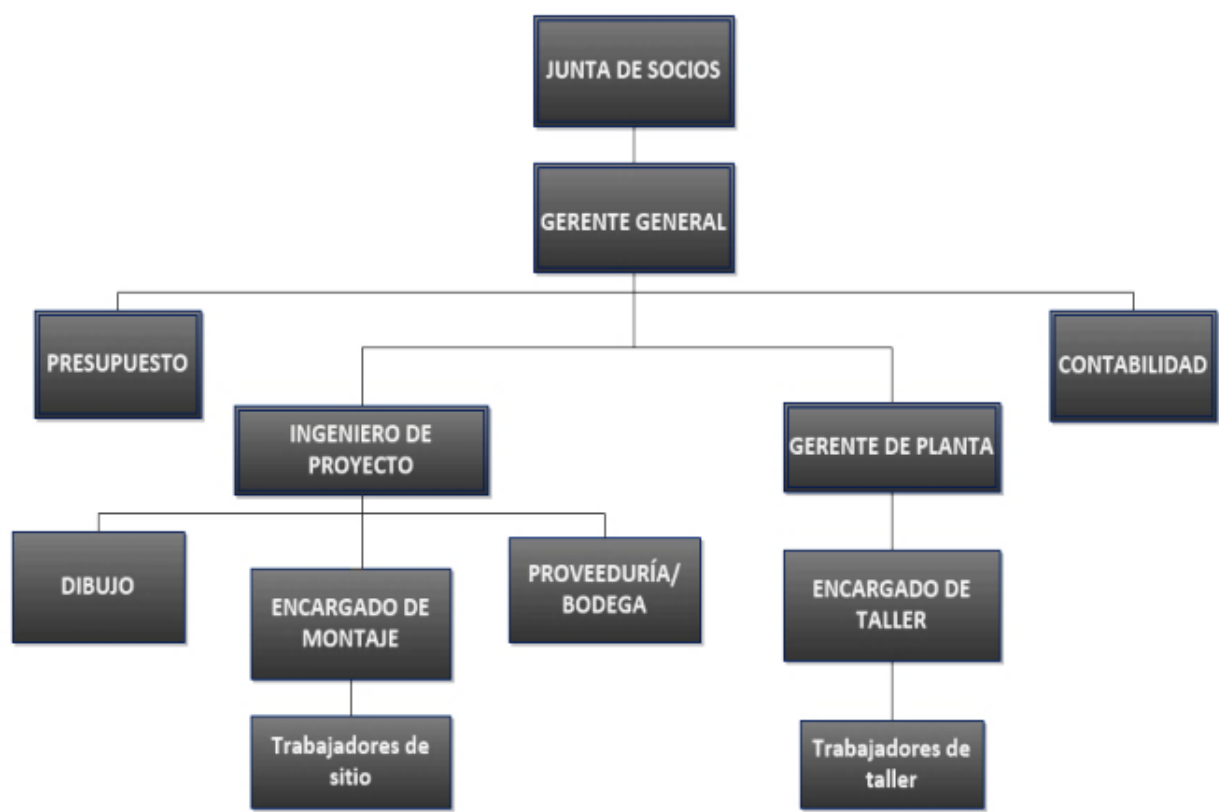 JUNTA DE SOCIOS
GERENTE GENERAL
PRESUPUESTO
CONTABILIDAD
INGENIERO DE
PROYECTO
GERENTE DE PLANTA
DIBUJO
ENCARGADO DE
MONTAJE
PROVEEDURÍA/
BODEGA
ENCARGADO DE
TALLER
Trabajadores de
sitio
Trabajadores de
taller